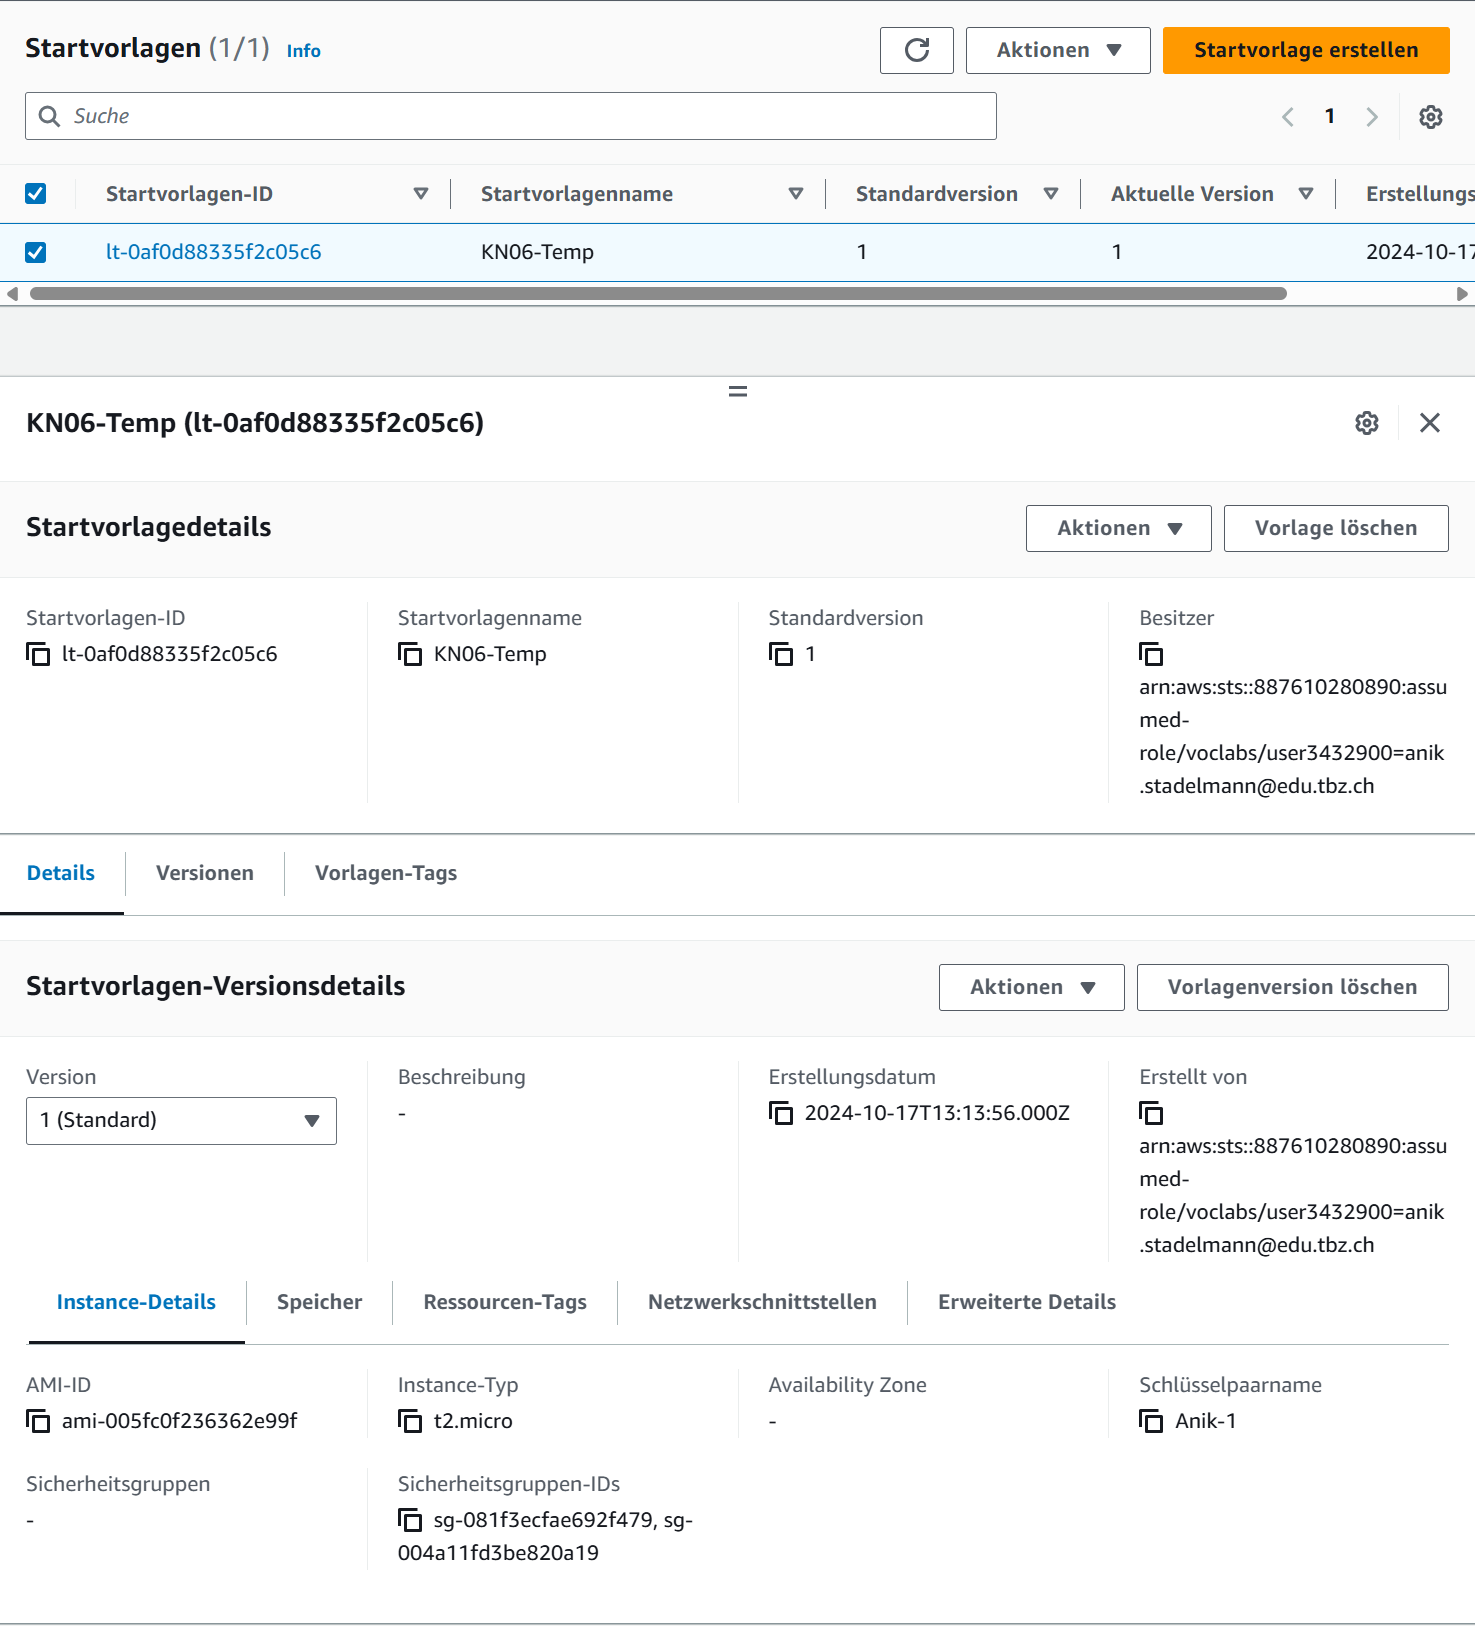 Startvorlagen (1/1) Info
Aktionen
Startvorlage erstellen
Suche
1
Startvorlagen-ID Startvorlagenname Standardversion Aktuelle Version Erstellungs
lt-0af0d88335f2c05c6 KN06-Temp 1 1 2024-10-17
KN06-Temp (lt-0af0d88335f2c05c6)
Startvorlagedetails
Aktionen
Vorlage löschen
Startvorlagen-ID
lt-0af0d88335f2c05c6
Startvorlagenname
KN06-Temp
Standardversion
1
Besitzer
arn:aws:sts::887610280890:assu
med-
role/voclabs/user3432900=anik
.stadelmann@edu.tbz.ch
Details Versionen Vorlagen-Tags
Startvorlagen-Versionsdetails
Aktionen
Vorlagenversion löschen
Version
1 (Standard)
Beschreibung
-
Erstellungsdatum
2024-10-17T13:13:56.000Z
Erstellt von
arn:aws:sts::887610280890:assu
med-
role/voclabs/user3432900=anik
.stadelmann@edu.tbz.ch
Instance-Details Speicher Ressourcen-Tags Netzwerkschnittstellen Erweiterte Details
AMI-ID
ami-005fc0f236362e99f
Instance-Typ
t2.micro
Availability Zone
-
Schlüsselpaarname
Anik-1
Sicherheitsgruppen
-
Sicherheitsgruppen-IDs
sg-081f3ecfae692f479, sg-
004a11fd3be820a19